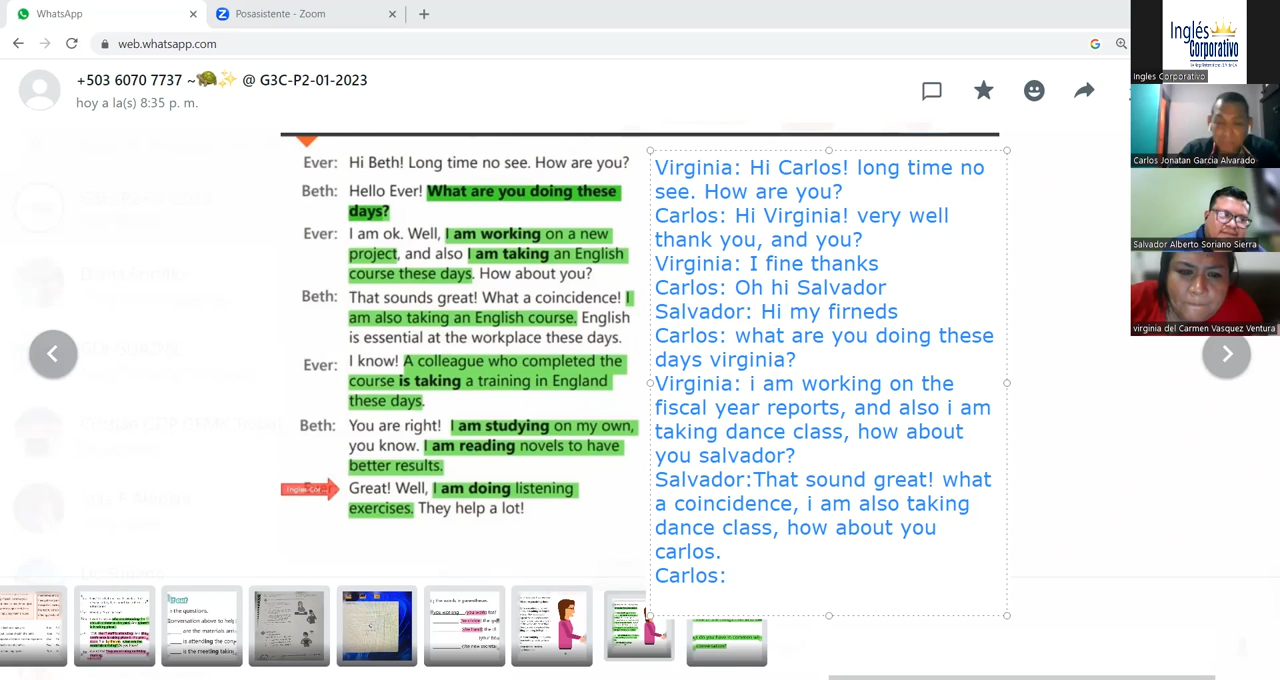 WhatsApp
Posasistente - Zoom
web.whatsapp.com
+503 6070 7737 ~🐢✨ @ G3C-P2-01-2023
hoy a la(s) 8:35 p. m.
Ever: Hi Beth! Long time no see. How are you?
Beth: Hello Ever! What are you doing these
days?
Ever: I am ok. Well, I am working on a new
project, and also I am taking an English
course these days. How about you?
Beth: That sounds great! What a coincidence! I
am also taking an English course. English
is essential at the workplace these days.
Ever: I know! A colleague who completed the
course is taking a training in England
these days.
Beth: You are right! I am studying on my own,
you know. I am reading novels to have
better results.
Great! Well, I am doing listening
exercises. They help a lot!
Virginia: Hi Carlos! long time no
see. How are you?
Carlos: Hi Virginia! very well
thank you, and you?
Virginia: I fine thanks
Carlos: Oh hi Salvador
Salvador: Hi my firneds
Carlos: what are you doing these
days virginia?
Virginia: i am working on the
fiscal year reports, and also i am
taking dance class, how about
you salvador?
Salvador:That sound great! what
a coincidence, i am also taking
dance class, how about you
carlos.
Carlos:
Inglés
Corporativo
Ingles Corporativo
Carlos Jonatan Garcia Alvarado
Salvador Alberto Soriano Sierra
virginia del Carmen Vasquez Ventura